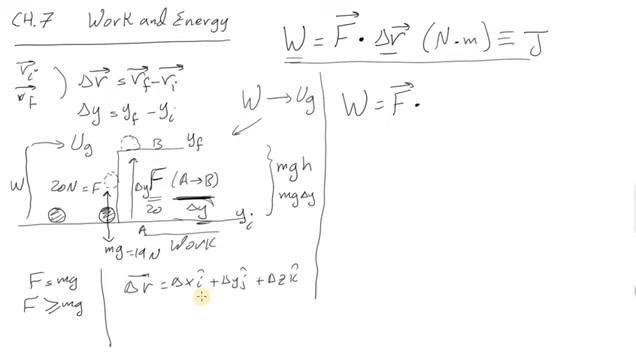 CH.7 Work and Energy
W = F⃗ · Δr⃗ (N·m) ≡ J
r⃗i
r⃗F
Δr⃗ = r⃗f - r⃗i
Δy = yf - yi
W → Ug
W = F⃗ ·
→ Ug
B yf
W
20N = F
Δy
F (A→B)
20 Δy
mgh
mgΔy
A yi
mg = 19 N
WORK
F = mg
F ≥ mg
Δr⃗ = Δx î + Δy ĵ + Δz k̂